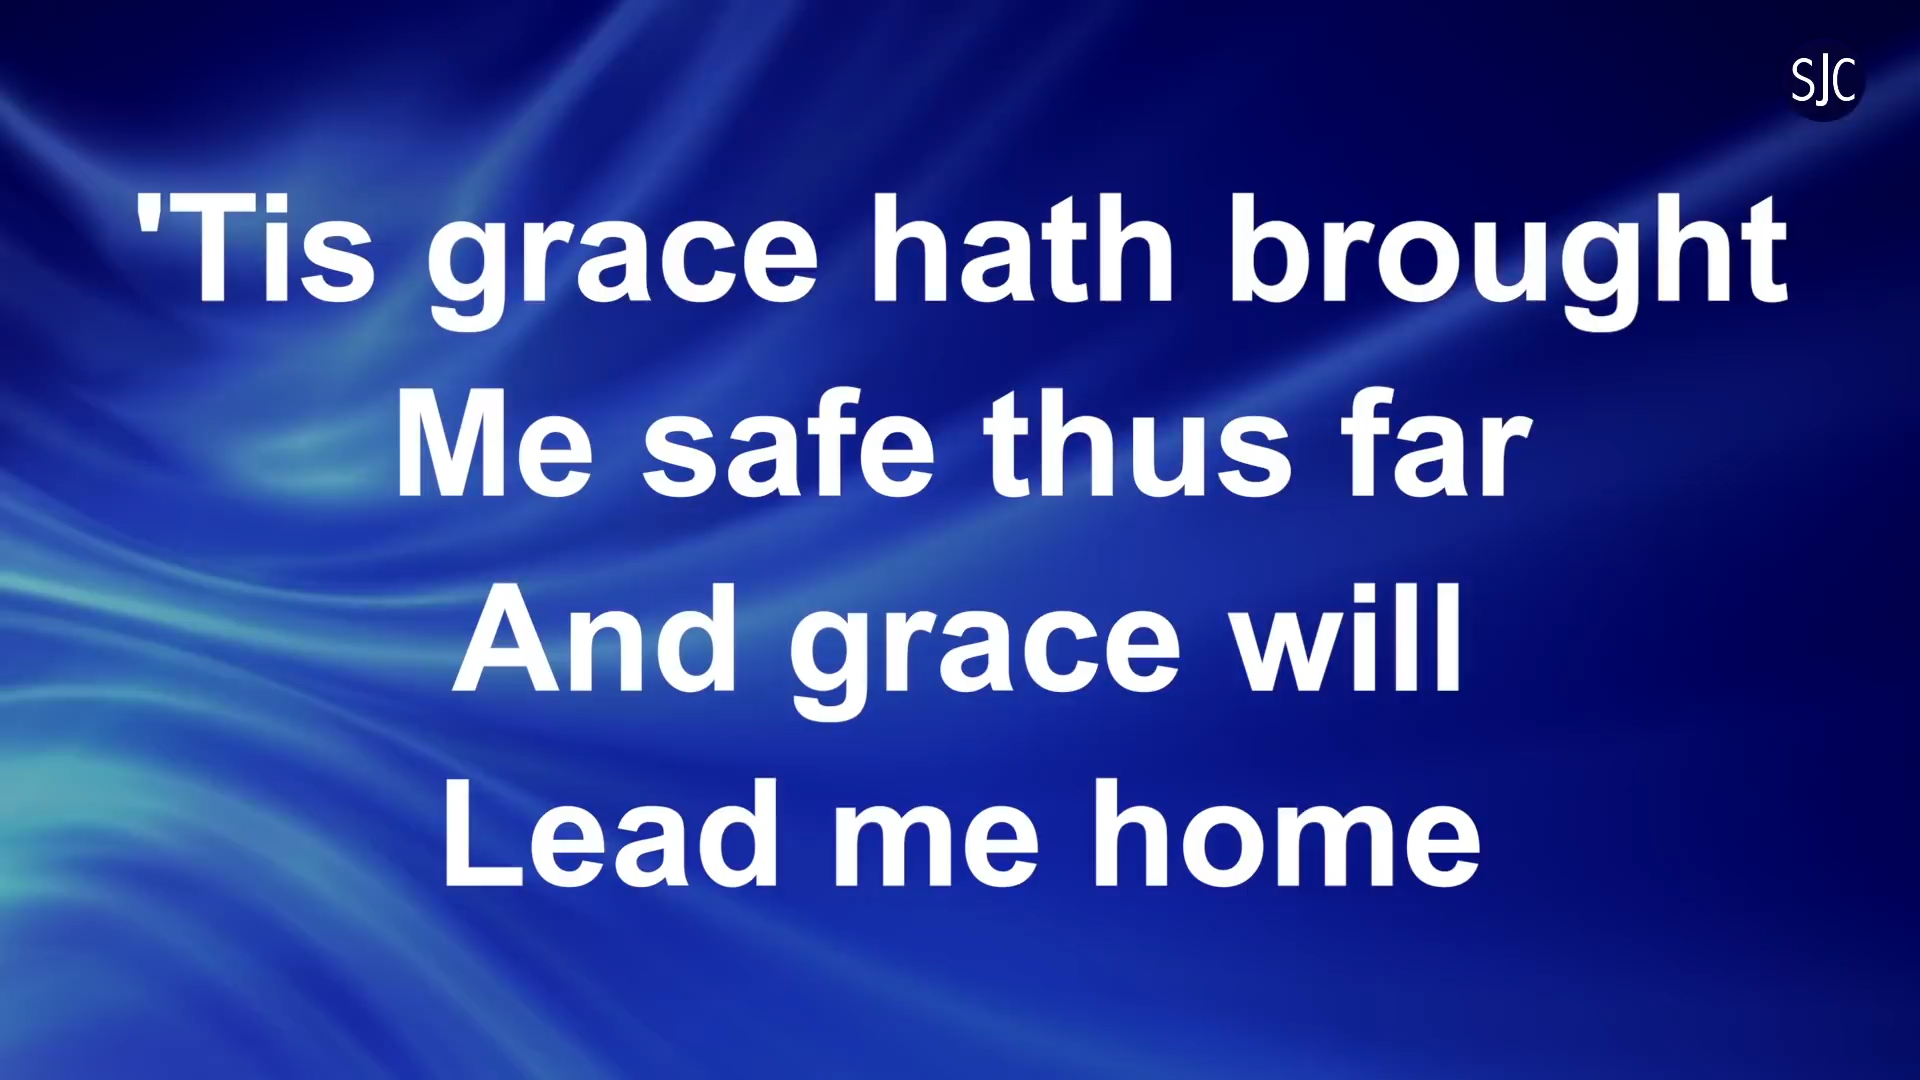 SJC
'Tis grace hath brought
Me safe thus far
And grace will
Lead me home